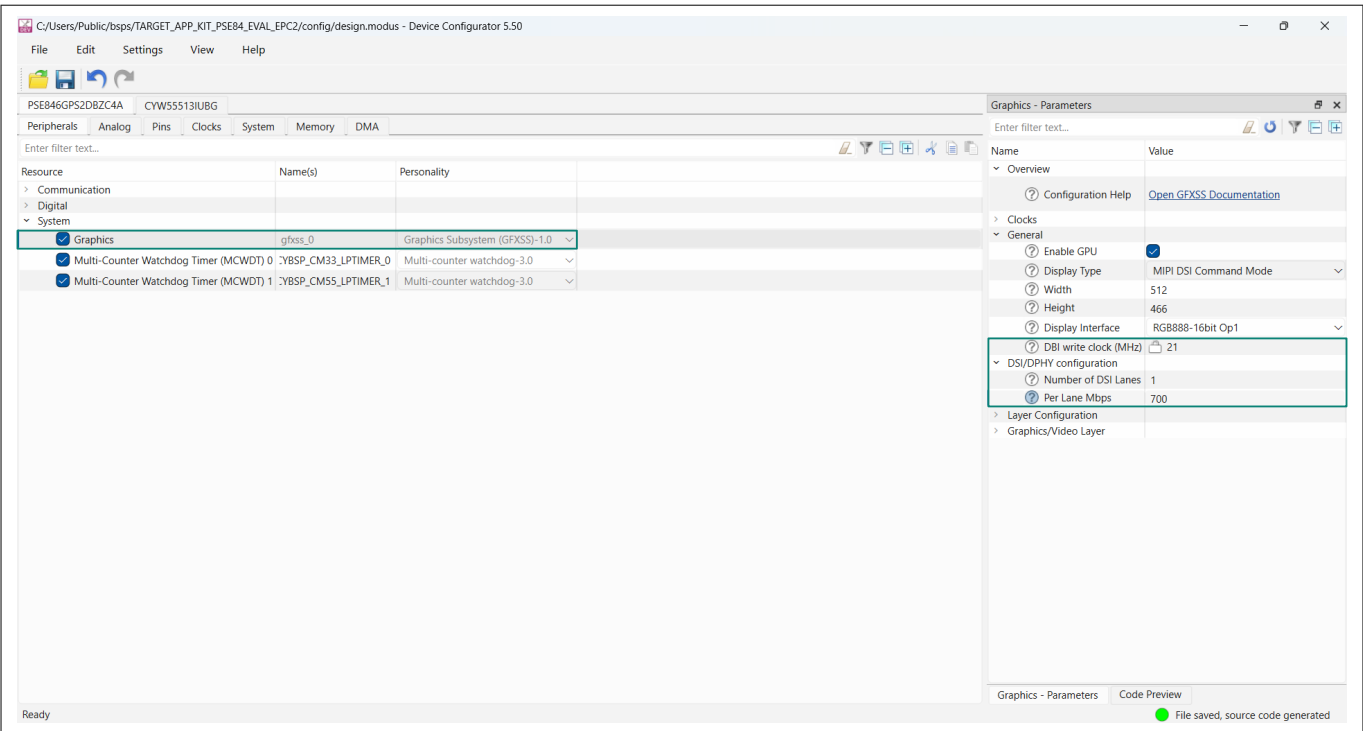 C:/Users/Public/bsps/TARGET_APP_KIT_PSE84_EVAL_EPC2/config/design.modus - Device Configurator 5.50
File Edit Settings View Help
PSE846GPS2DBZC4A CYW55513IUBG
Peripherals Analog Pins Clocks System Memory DMA
Enter filter text...
Resource Name(s) Personality
Communication
Digital
System
Graphics gfxss_0 Graphics Subsystem (GFXSS)-1.0
Multi-Counter Watchdog Timer (MCWDT) 0 YBSP_CM33_LPTIMER_0 Multi-counter watchdog-3.0
Multi-Counter Watchdog Timer (MCWDT) 1 YBSP_CM55_LPTIMER_1 Multi-counter watchdog-3.0
Graphics - Parameters
Enter filter text...
Name Value
Overview
Configuration Help Open GFXSS Documentation
Clocks
General
Enable GPU
Display Type MIPI DSI Command Mode
Width 512
Height 466
Display Interface RGB888-16bit Op1
DBI write clock (MHz) 21
DSI/DPHY configuration
Number of DSI Lanes 1
Per Lane Mbps 700
Layer Configuration
Graphics/Video Layer
Graphics - Parameters Code Preview
Ready
File saved, source code generated